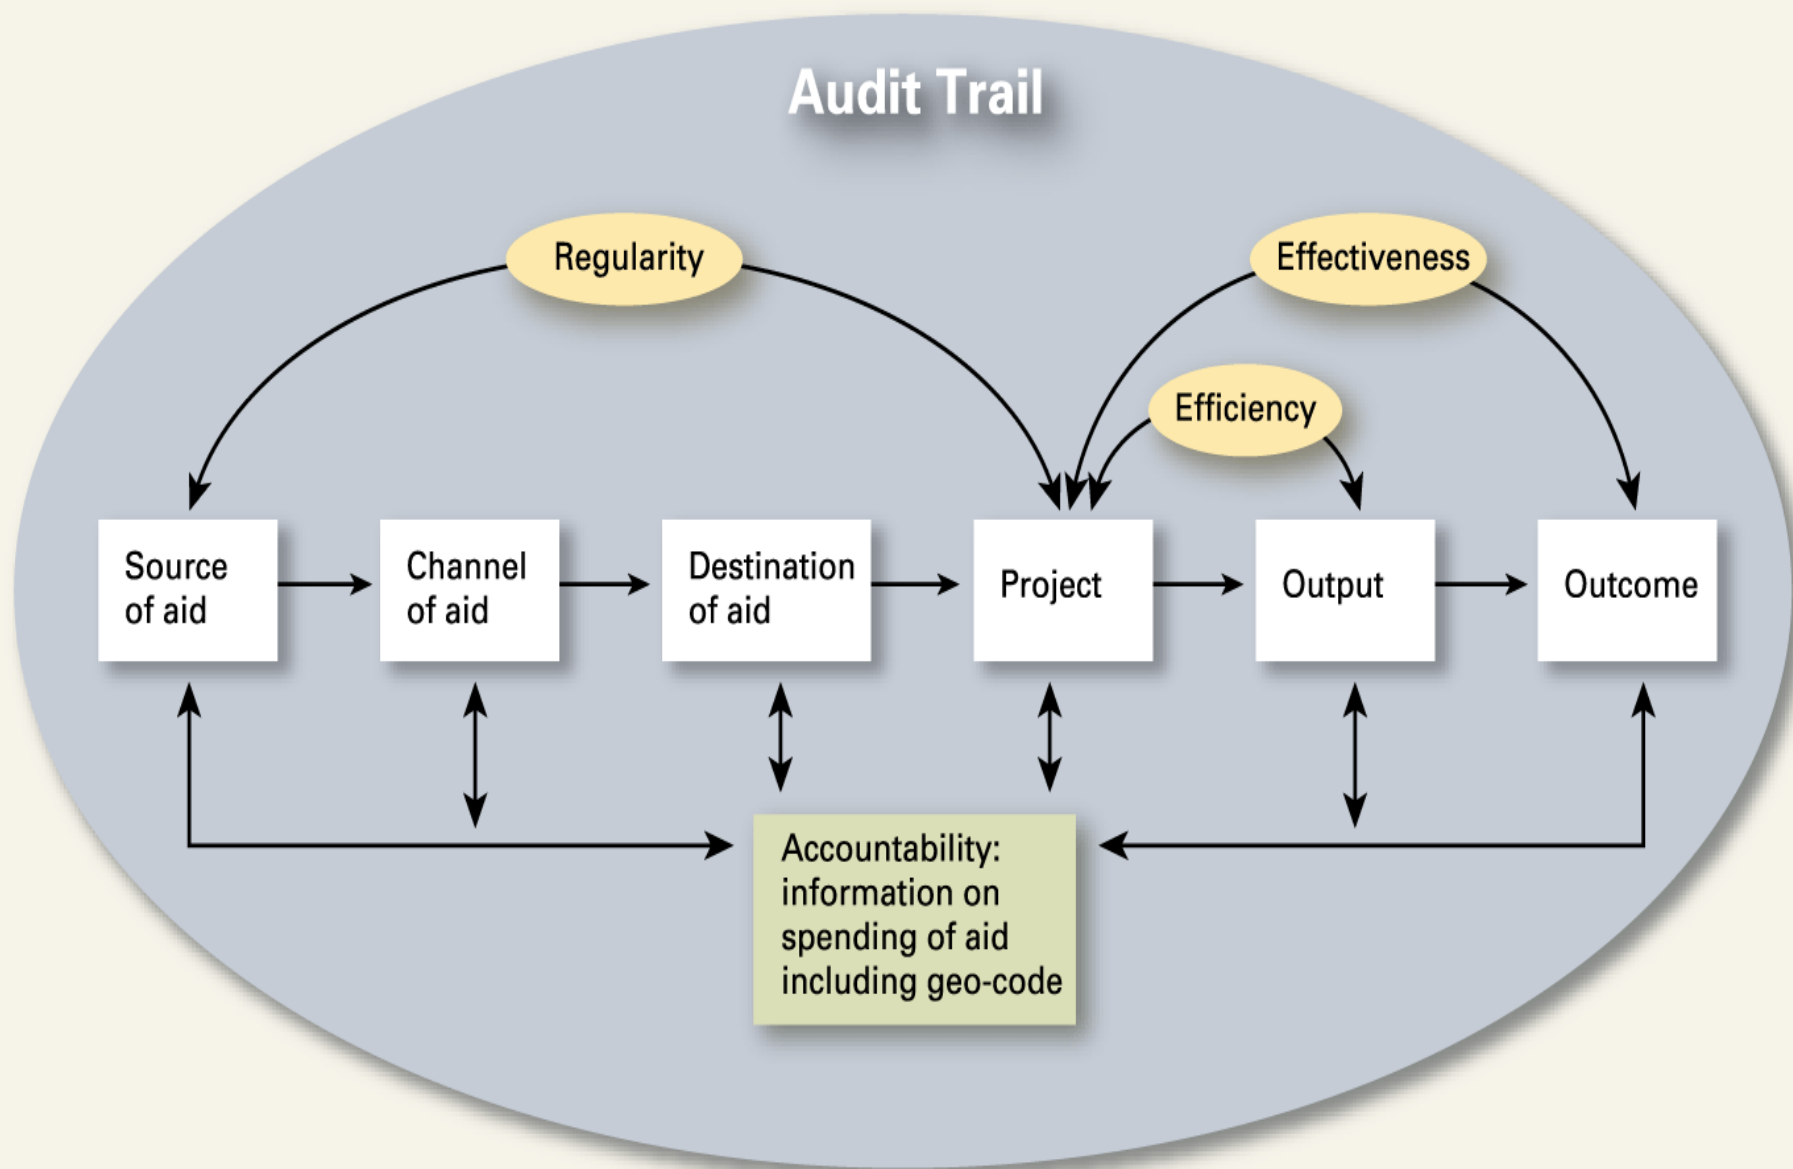 Audit Trail
Regularity
Effectiveness
Efficiency
Source
of aid
Channel
of aid
Destination
of aid
Project
Output
Outcome
Accountability:
information on
spending of aid
including geo-code